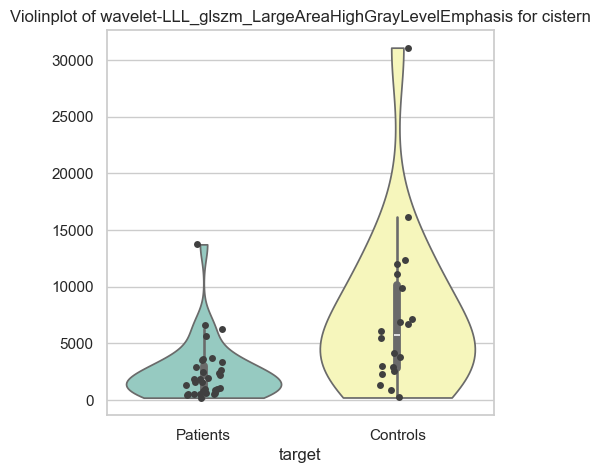 Violinplot of wavelet-LLL_glszm_LargeAreaHighGrayLevelEmphasis for cistern
30000
25000
20000
15000
10000
5000
0
Patients
Controls
target